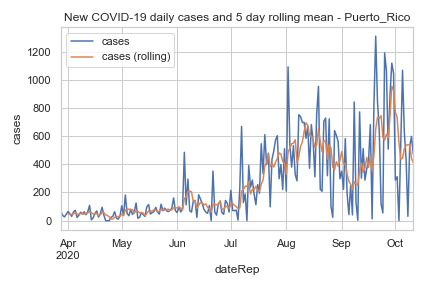 New COVID-19 daily cases and 5 day rolling mean - Puerto_Rico
cases
cases (rolling)
1200
1000
800
600
400
200
0
cases
Apr May Jun Jul Aug Sep Oct
2020
dateRep